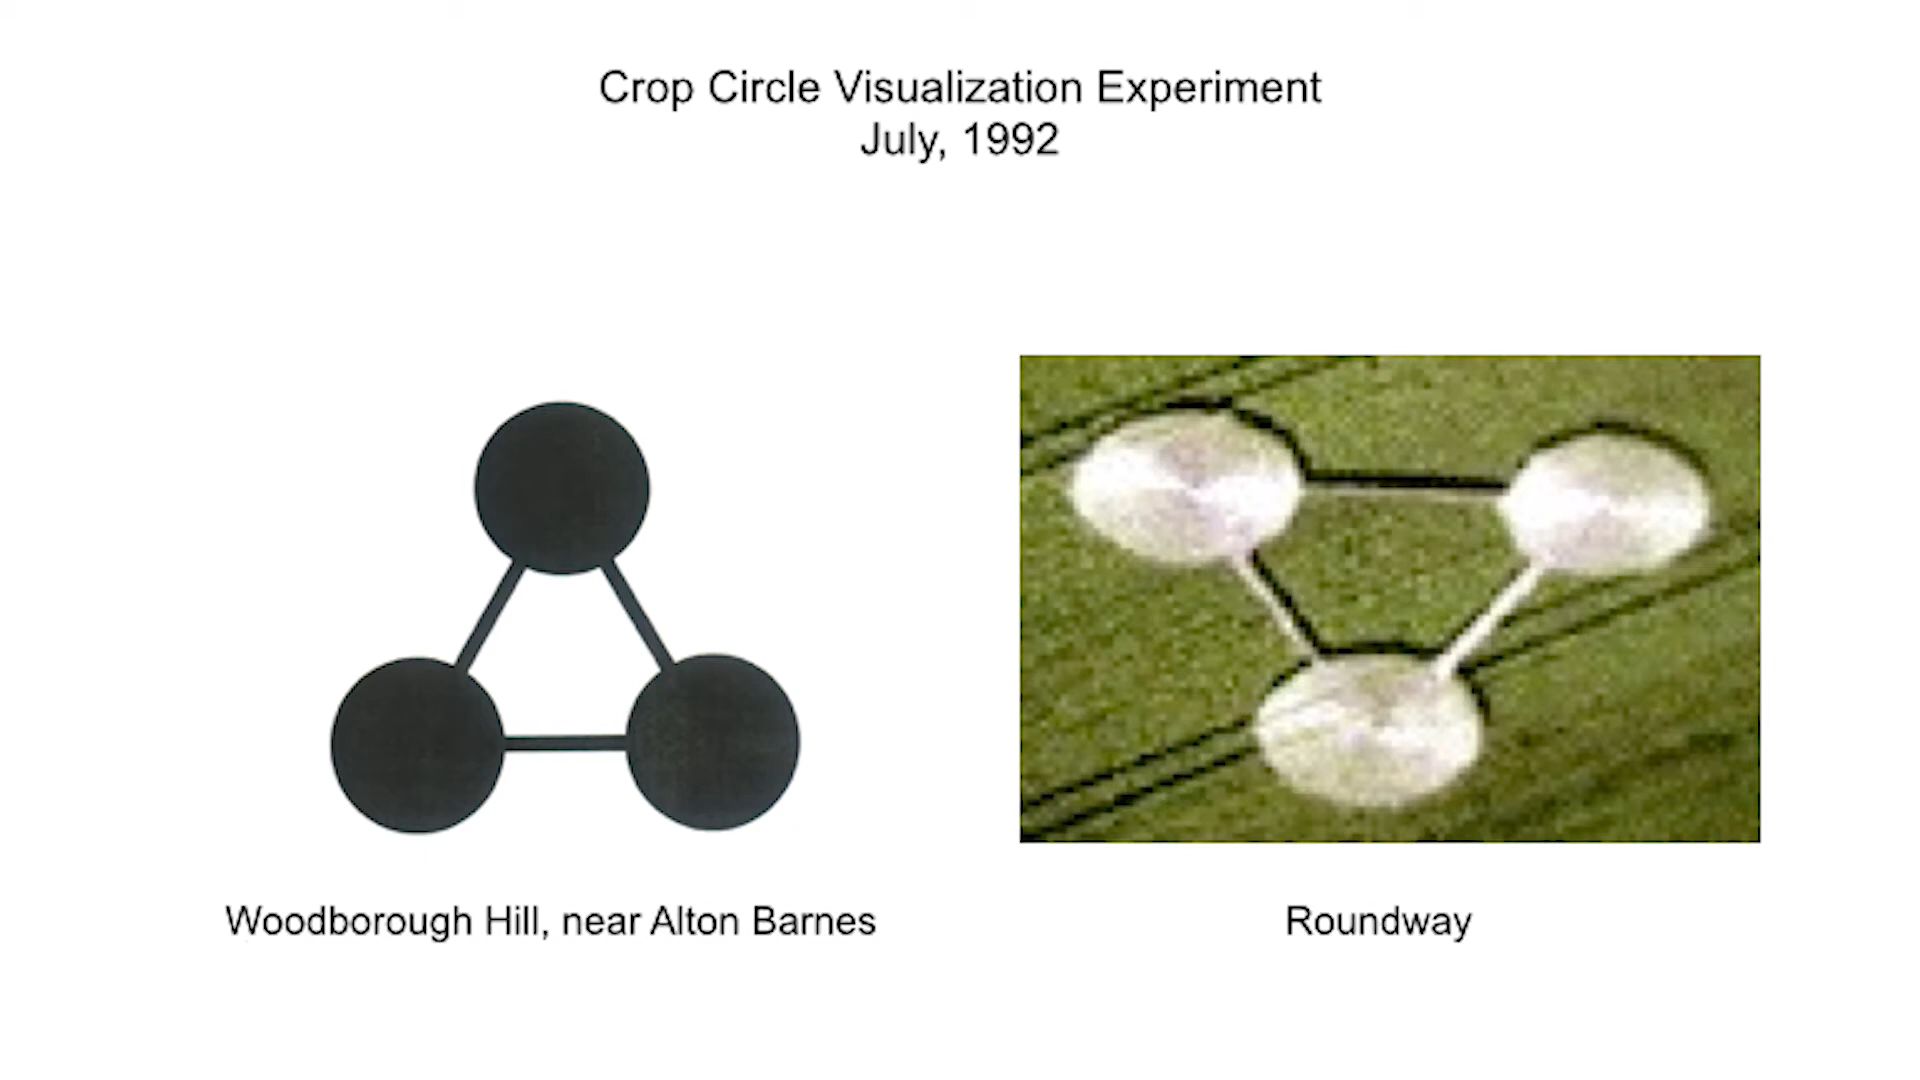 Crop Circle Visualization Experiment
July, 1992
Woodborough Hill, near Alton Barnes
Roundway